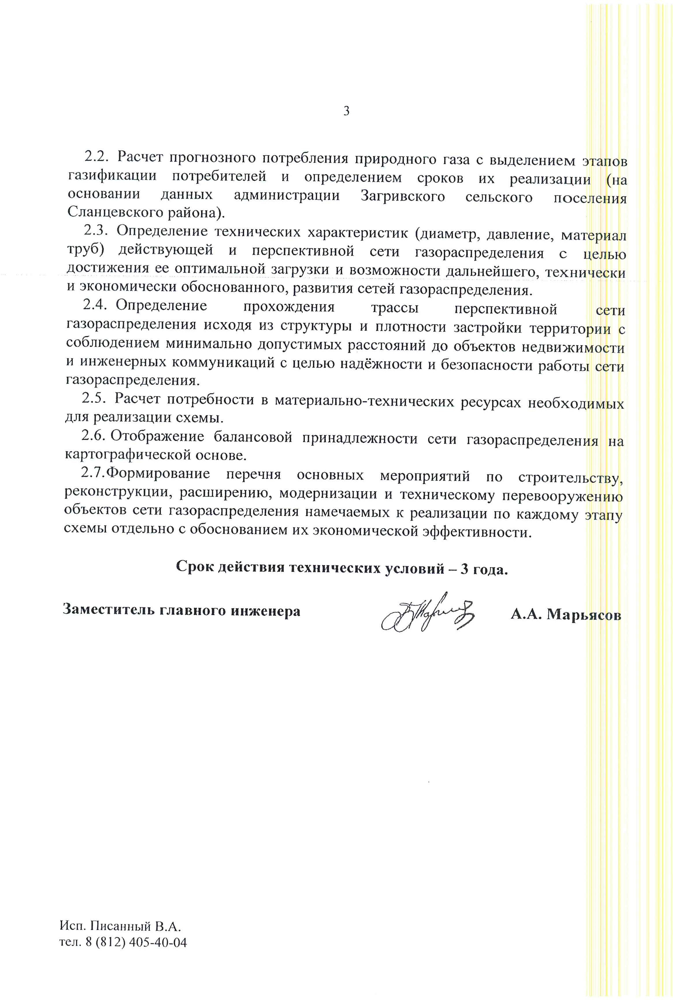 3
2.2. Расчет прогнозного потребления природного газа с выделением этапов
газификации потребителей и определением сроков их реализации (на
основании данных администрации Загривского сельского поселения
Сланцевского района).
2.3. Определение технических характеристик (диаметр, давление, материал
труб) действующей и перспективной сети газораспределения с целью
достижения ее оптимальной загрузки и возможности дальнейшего, технически
и экономически обоснованного, развития сетей газораспределения.
2.4. Определение прохождения трассы перспективной сети
газораспределения исходя из структуры и плотности застройки территории с
соблюдением минимально допустимых расстояний до объектов недвижимости
и инженерных коммуникаций с целью надёжности и безопасности работы сети
газораспределения.
2.5. Расчет потребности в материально-технических ресурсах необходимых
для реализации схемы.
2.6. Отображение балансовой принадлежности сети газораспределения на
картографической основе.
2.7.Формирование перечня основных мероприятий по строительству,
реконструкции, расширению, модернизации и техническому перевооружению
объектов сети газораспределения намечаемых к реализации по каждому этапу
схемы отдельно с обоснованием их экономической эффективности.
Срок действия технических условий – 3 года.
Заместитель главного инженера А.А. Марьясов
Исп. Писанный В.А.
тел. 8 (812) 405-40-04